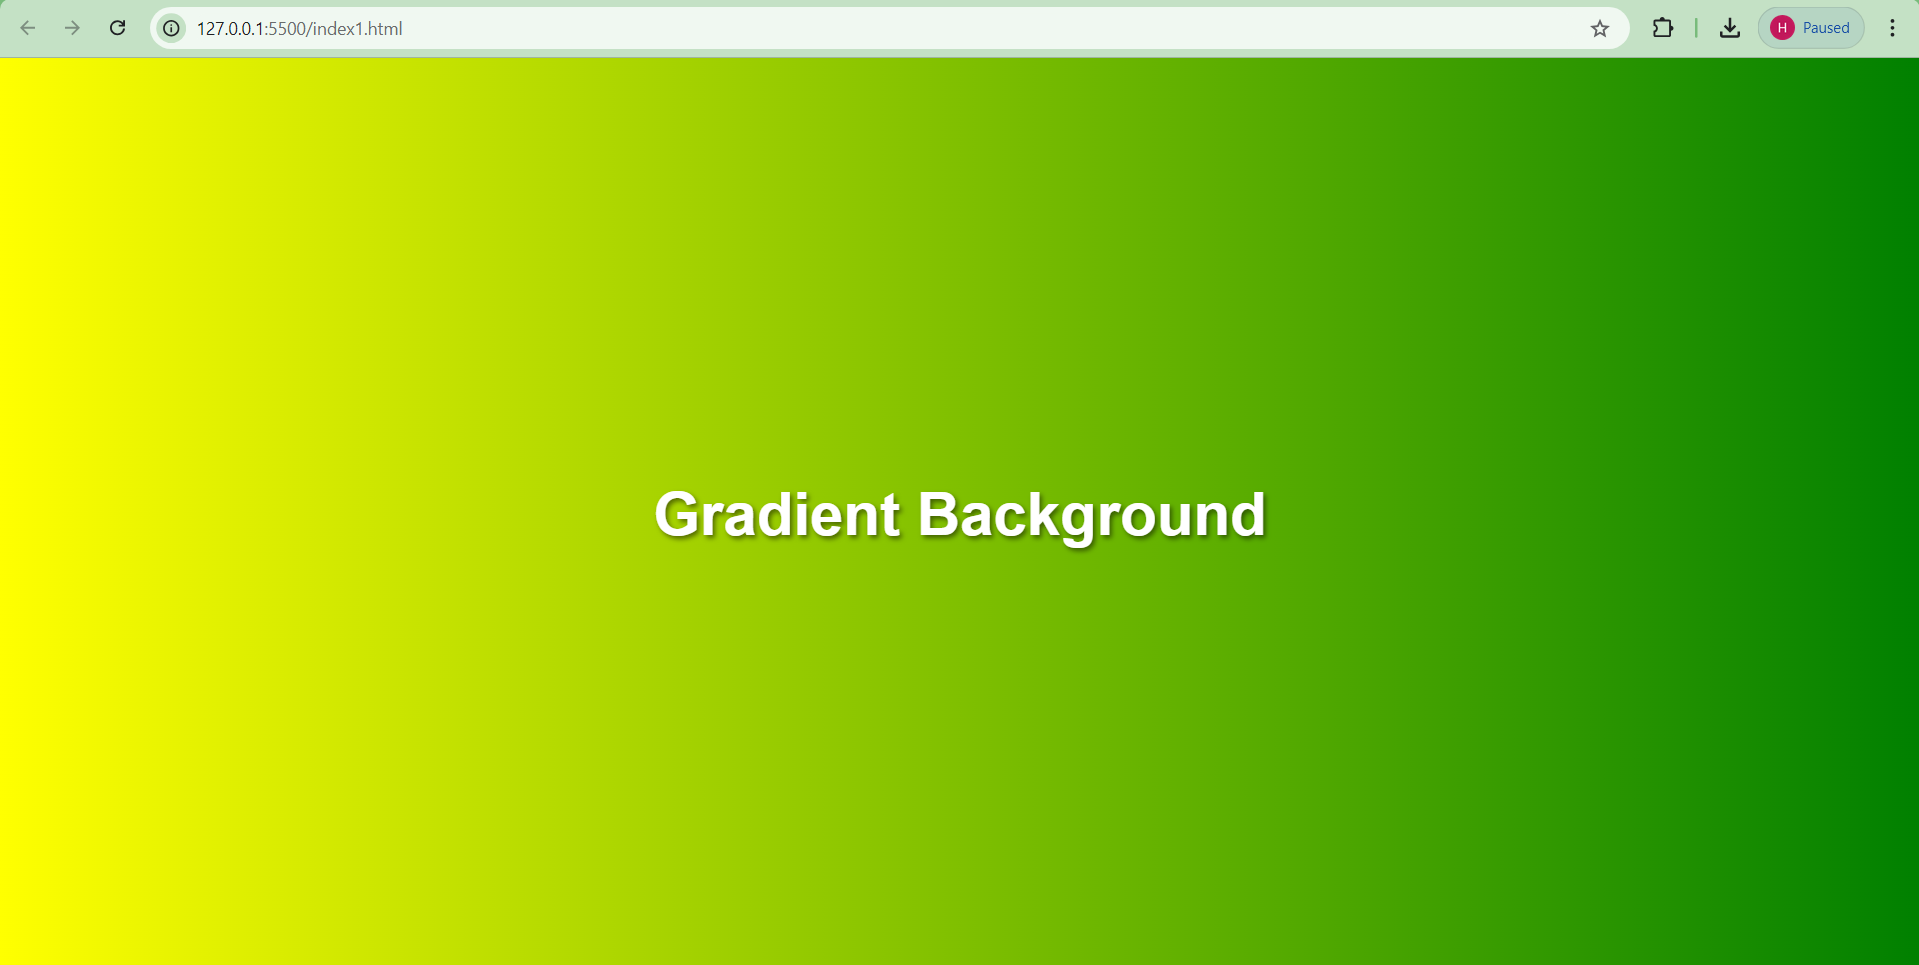 127.0.0.1:5500/index1.html
H Paused
Gradient Background